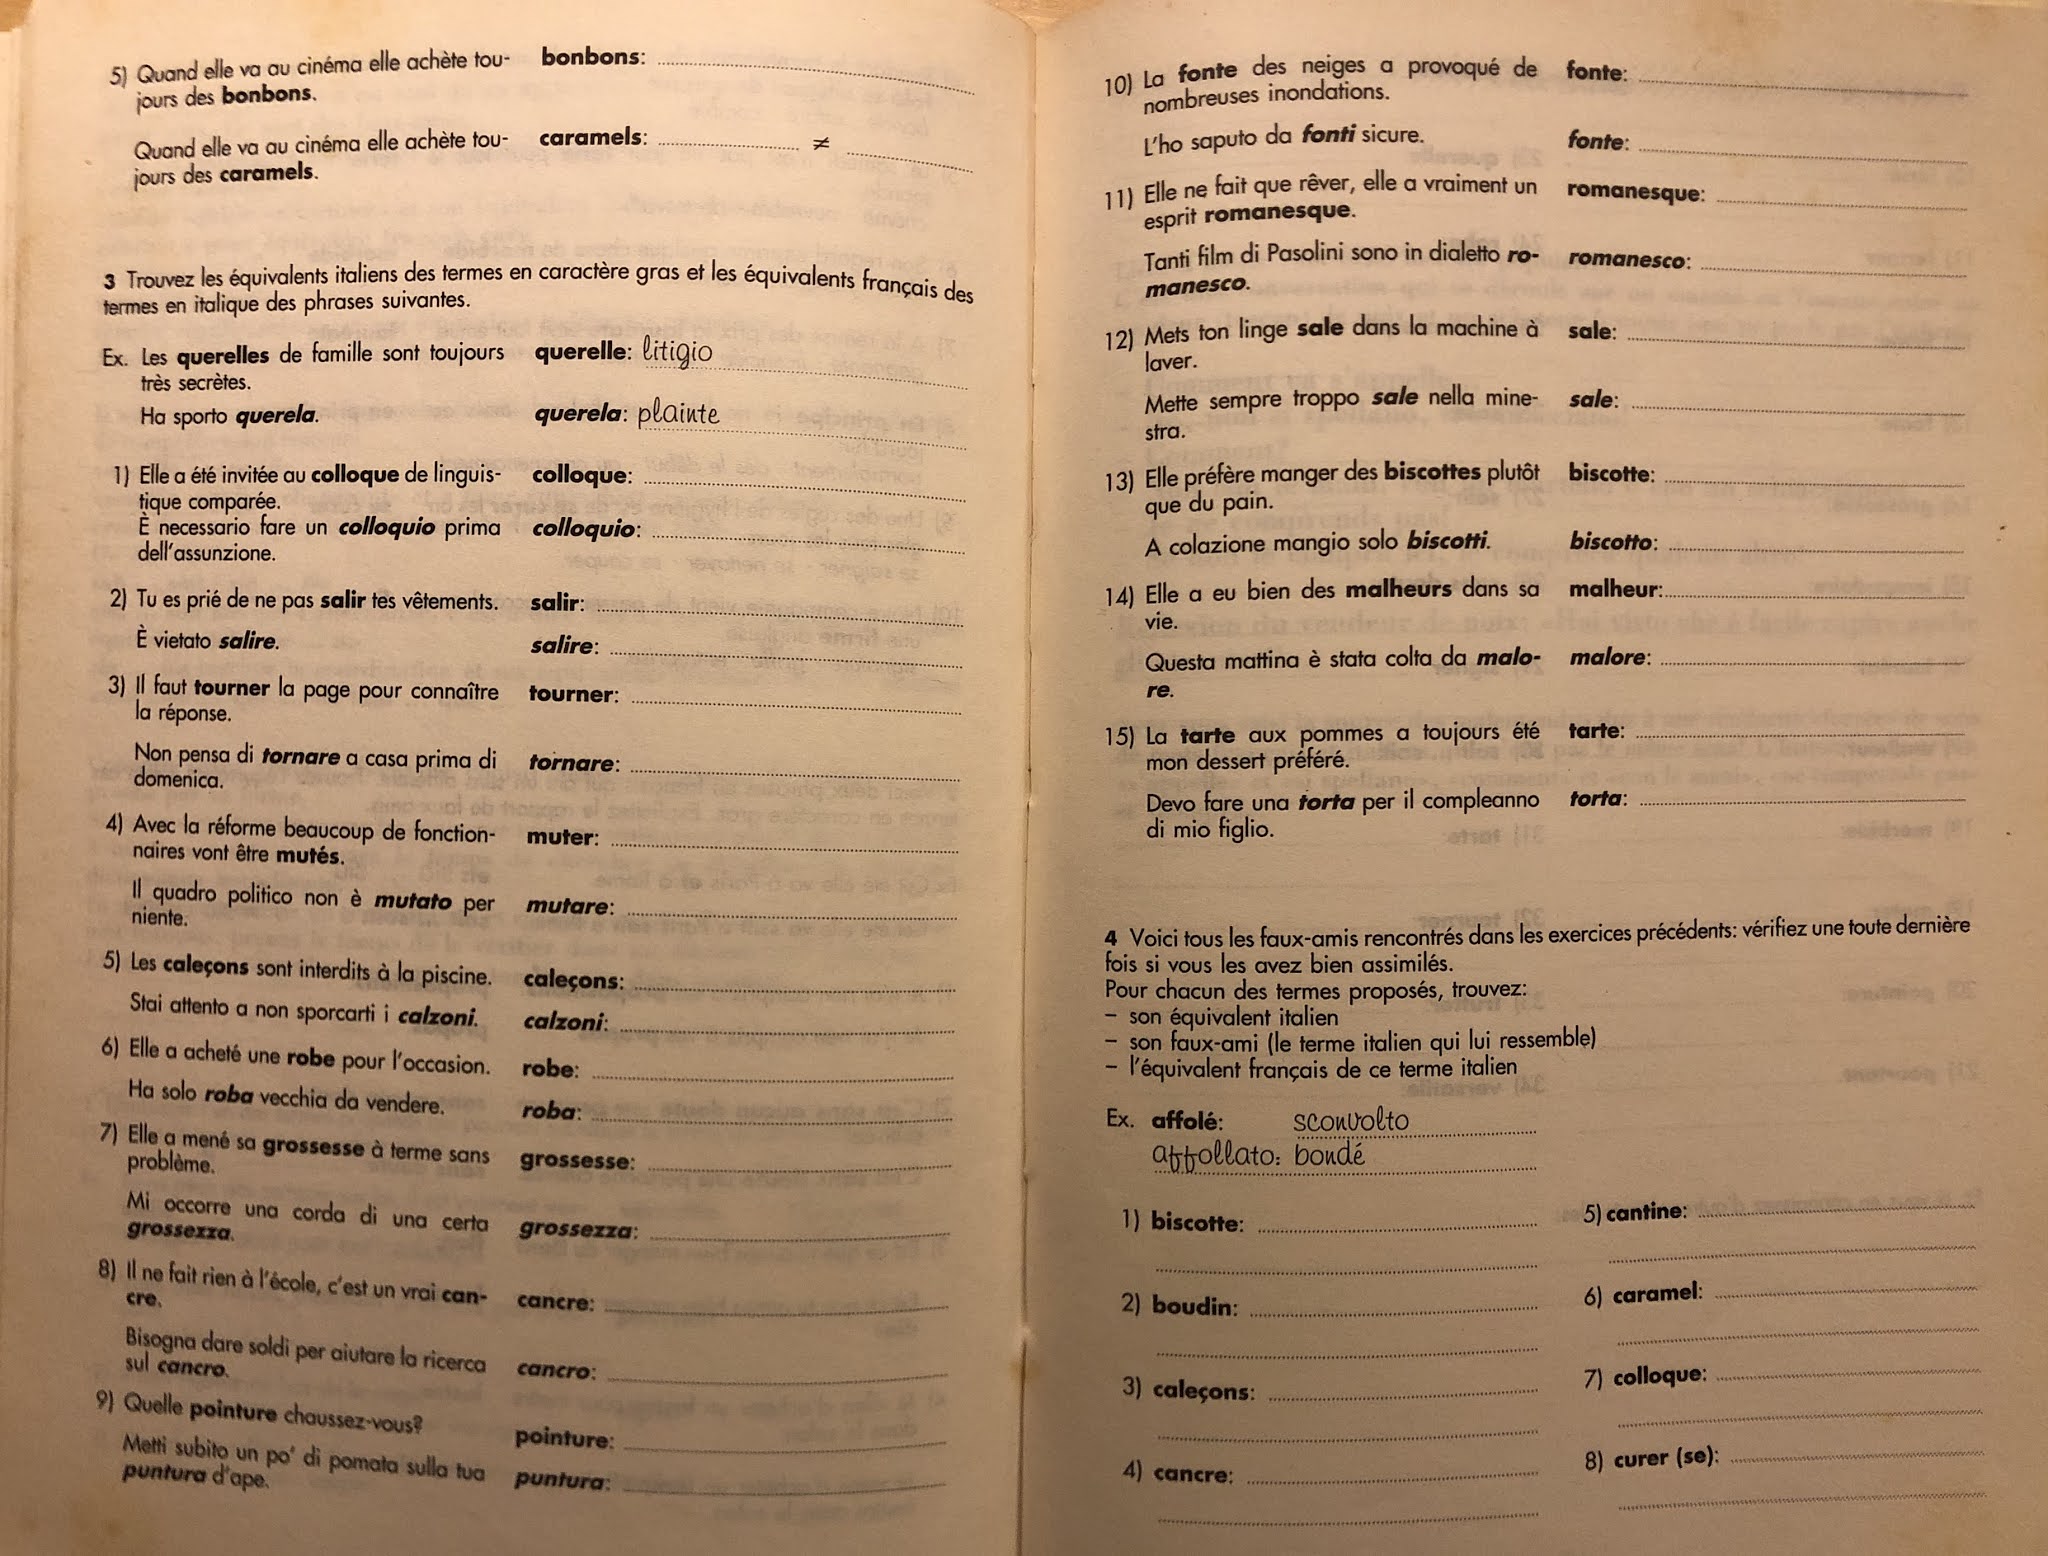 5) Quand elle va au cinéma elle achète tou-
jours des bonbons.
bonbons:
Quand elle va au cinéma elle achète tou-
jours des caramels.
caramels: ≠
3 Trouvez les équivalents italiens des termes en caractère gras et les équivalents français des
termes en italique des phrases suivantes.
Ex. Les querelles de famille sont toujours
très secrètes.
querelle: litigio
Ha sporto querela.
querela: plainte
1) Elle a été invitée au colloque de linguis-
tique comparée.
colloque:
È necessario fare un colloquio prima
dell'assunzione.
colloquio:
2) Tu es prié de ne pas salir tes vêtements.
salir:
È vietato salire.
salire:
3) Il faut tourner la page pour connaître
la réponse.
tourner:
Non pensa di tornare a casa prima di
domenica.
tornare:
4) Avec la réforme beaucoup de fonction-
naires vont être mutés.
muter:
Il quadro politico non è mutato per
niente.
mutare:
5) Les caleçons sont interdits à la piscine.
caleçons:
Stai attento a non sporcarti i calzoni.
calzoni:
6) Elle a acheté une robe pour l'occasion.
robe:
Ha solo roba vecchia da vendere.
roba:
7) Elle a mené sa grossesse à terme sans
problème.
grossesse:
Mi occorre una corda di una certa
grossezza.
grossezza:
8) Il ne fait rien à l'école, c'est un vrai can-
cre.
cancre:
Bisogna dare soldi per aiutare la ricerca
sul cancro.
cancro:
9) Quelle pointure chaussez-vous?
pointure:
Metti subito un po' di pomata sulla tua
puntura d'ape.
puntura:
10) La fonte des neiges a provoqué de
nombreuses inondations.
fonte:
L'ho saputo da fonti sicure.
fonte:
11) Elle ne fait que rêver, elle a vraiment un
esprit romanesque.
romanesque:
Tanti film di Pasolini sono in dialetto ro-
manesco.
romanesco:
12) Mets ton linge sale dans la machine à
laver.
sale:
Mette sempre troppo sale nella mine-
stra.
sale:
13) Elle préfère manger des biscottes plutôt
que du pain.
biscotte:
A colazione mangio solo biscotti.
biscotto:
14) Elle a eu bien des malheurs dans sa
vie.
malheur:
Questa mattina è stata colta da malo-
re.
malore:
15) La tarte aux pommes a toujours été
mon dessert préféré.
tarte:
Devo fare una torta per il compleanno
di mio figlio.
torta:
4 Voici tous les faux-amis rencontrés dans les exercices précédents: vérifiez une toute dernière
fois si vous les avez bien assimilés.
Pour chacun des termes proposés, trouvez:
– son équivalent italien
– son faux-ami (le terme italien qui lui ressemble)
– l'équivalent français de ce terme italien
Ex. affolé: sconvolto
affollato: bondé
1) biscotte:
2) boudin:
3) caleçons:
4) cancre:
5) cantine:
6) caramel:
7) colloque:
8) curer (se):